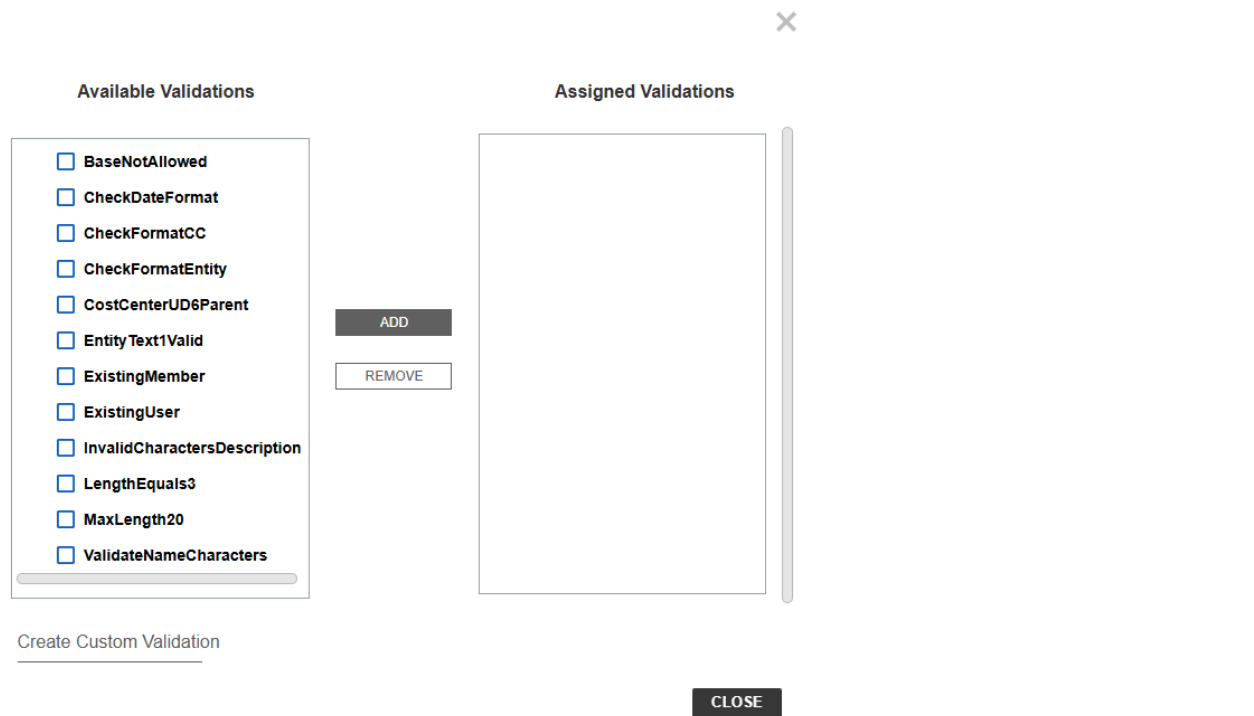 Available Validations
Assigned Validations
BaseNotAllowed
CheckDateFormat
CheckFormatCC
CheckFormatEntity
CostCenterUD6Parent
EntityText1Valid
ExistingMember
ExistingUser
InvalidCharactersDescription
LengthEquals3
MaxLength20
ValidateNameCharacters
ADD
REMOVE
Create Custom Validation
CLOSE